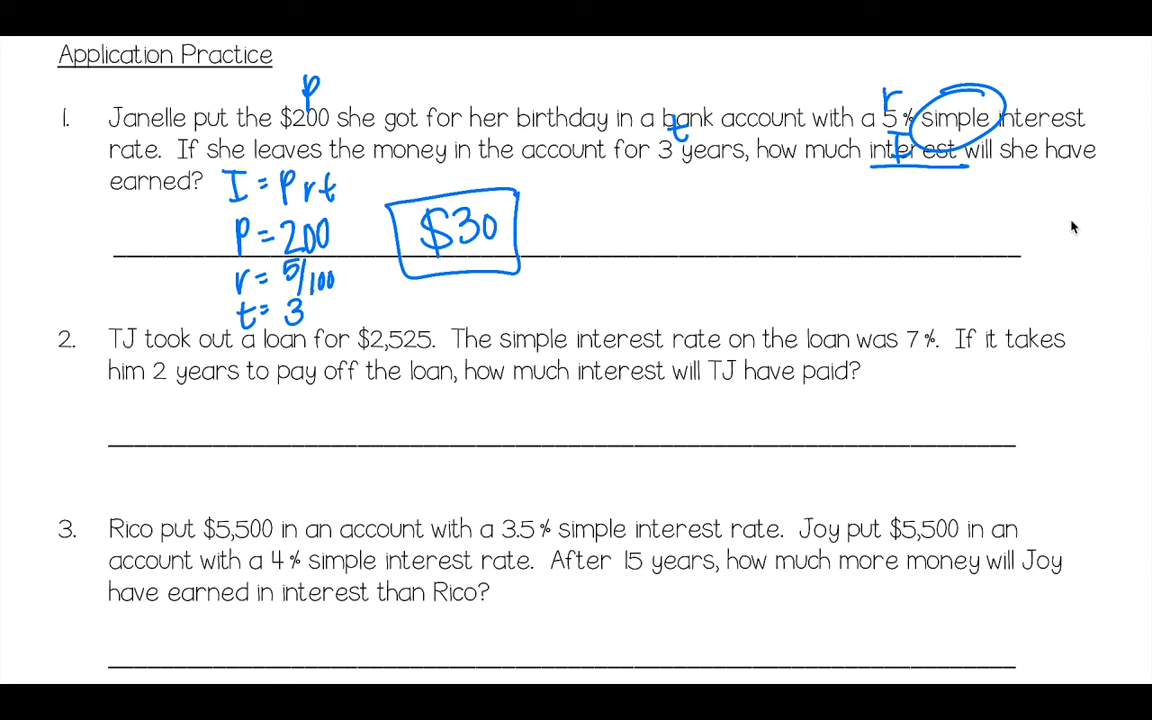 Application Practice
p
r
1. Janelle put the $200 she got for her birthday in a bank account with a 5% simple interest
t
I
rate. If she leaves the money in the account for 3 years, how much interest will she have
earned?
I = Prt
P = 200
$30
r = 5/100
t = 3
2. TJ took out a loan for $2,525. The simple interest rate on the loan was 7%. If it takes
him 2 years to pay off the loan, how much interest will TJ have paid?
3. Rico put $5,500 in an account with a 3.5% simple interest rate. Joy put $5,500 in an
account with a 4% simple interest rate. After 15 years, how much more money will Joy
have earned in interest than Rico?